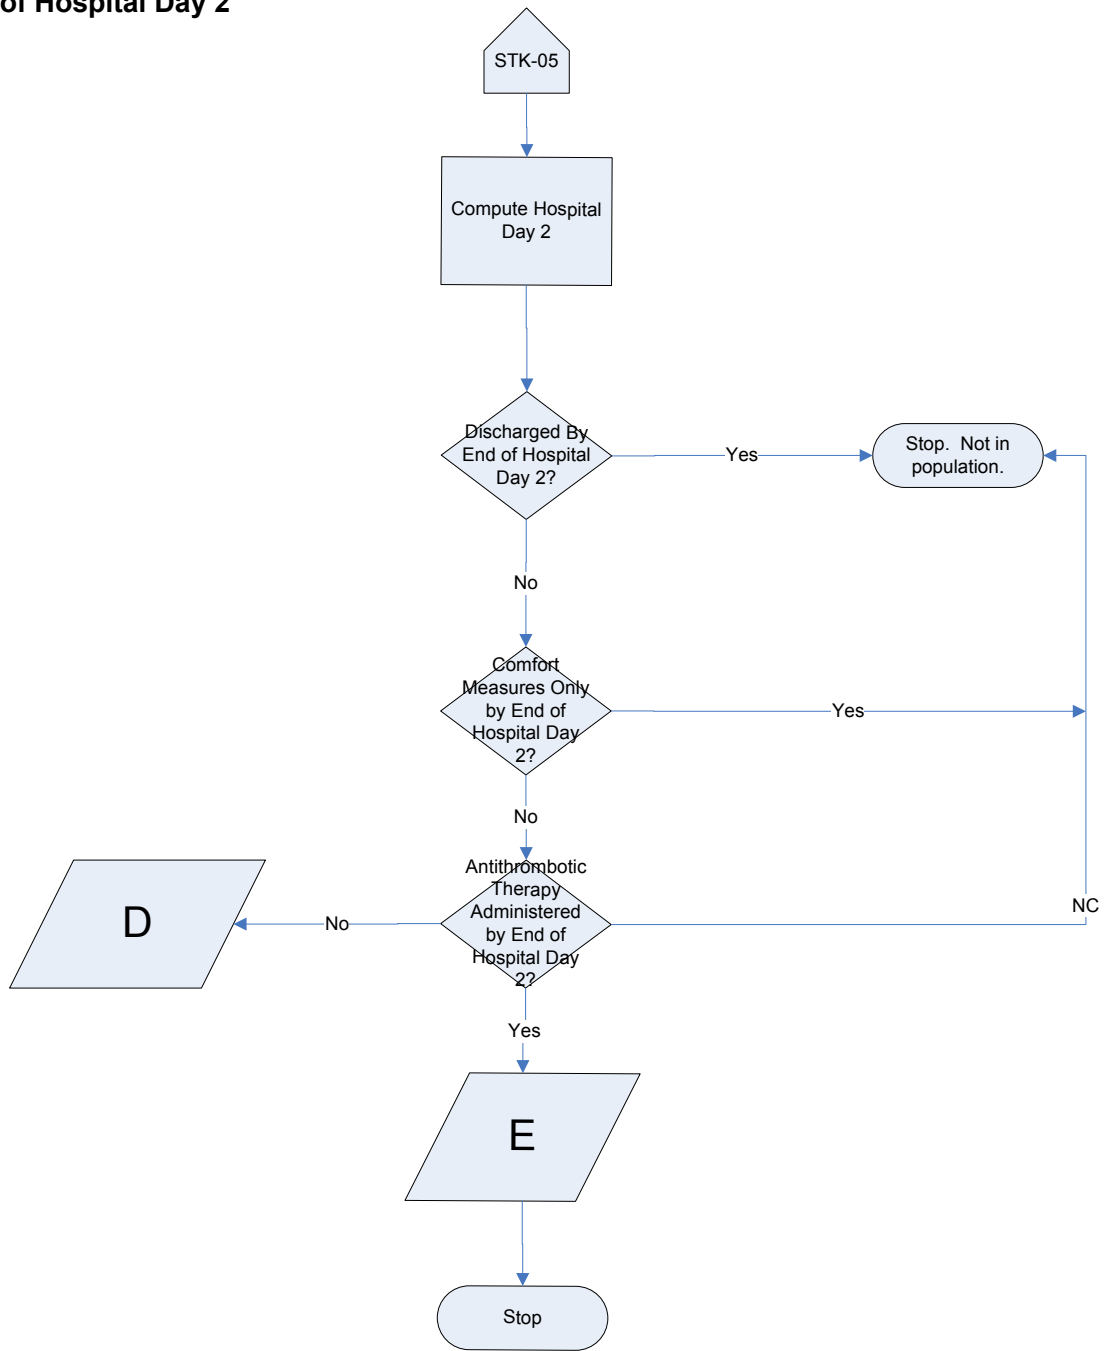 of Hospital Day 2
STK-05
Compute Hospital
Day 2
Discharged By
End of Hospital
Day 2?
Yes
Stop.  Not in
population.
No
Comfort
Measures Only
by End of
Hospital Day
2?
Yes
No
Antithrombotic
Therapy
Administered
by End of
Hospital Day
2?
No
D
NC
Yes
E
Stop